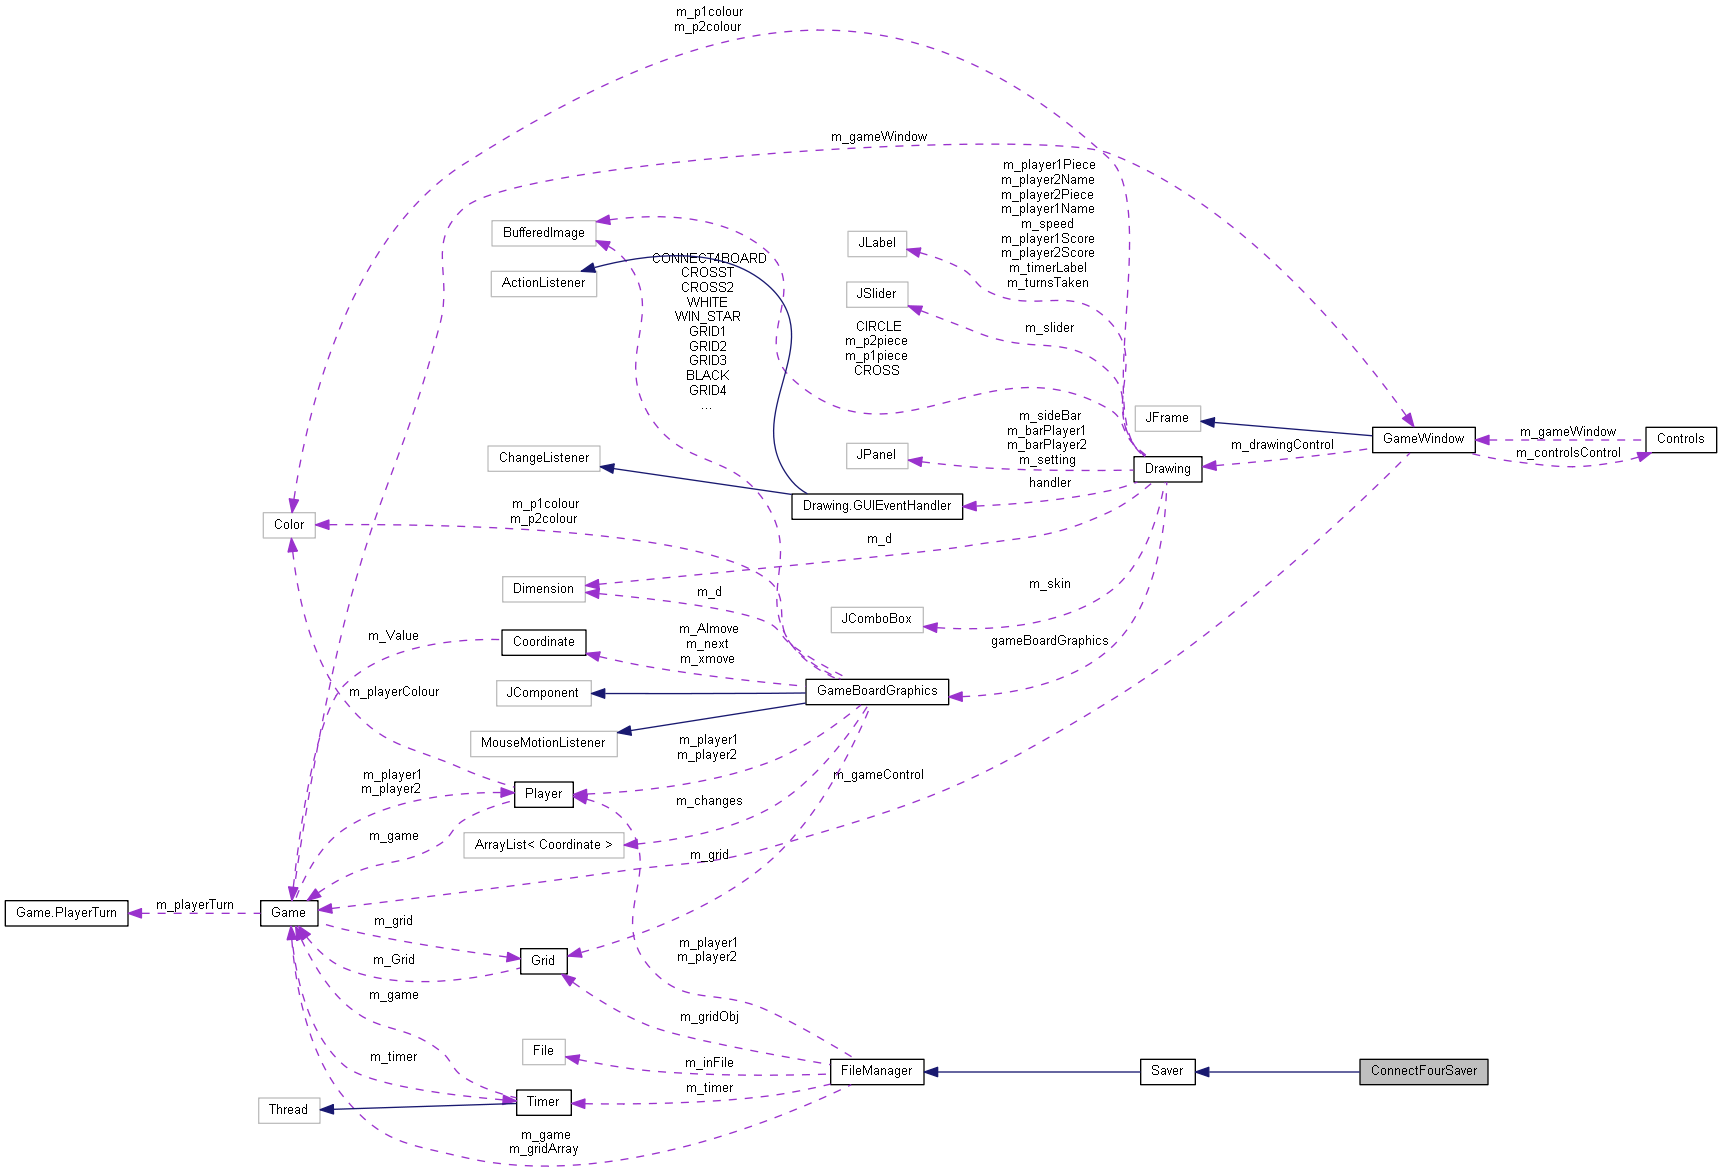 m_p1colour
m_p2colour
m_gameWindow
m_player1Piece
m_player2Name
m_player2Piece
m_player1Name
m_speed
m_player1Score
m_player2Score
m_timerLabel
m_turnsTaken
BufferedImage
JLabel
CONNECT4BOARD
CROSST
CROSS2
WHITE
WIN_STAR
GRID1
GRID2
GRID3
BLACK
GRID4
...
ActionListener
JSlider
m_slider
CIRCLE
m_p2piece
m_p1piece
CROSS
JFrame
m_sideBar
m_barPlayer1
m_barPlayer2
m_setting
GameWindow
m_gameWindow
m_controlsControl
Controls
m_drawingControl
ChangeListener
JPanel
Drawing
handler
Drawing.GUIEventHandler
m_p1colour
m_p2colour
Color
m_d
Dimension
m_d
m_skin
JComboBox
m_Value
Coordinate
m_AImove
m_next
m_xmove
gameBoardGraphics
m_playerColour
JComponent
GameBoardGraphics
MouseMotionListener
m_player1
m_player2
m_player1
m_player2
m_gameControl
Player
m_changes
m_game
ArrayList< Coordinate >
m_grid
Game.PlayerTurn
m_playerTurn
Game
m_grid
m_Grid
Grid
m_player1
m_player2
m_game
m_gridObj
m_timer
File
m_inFile
FileManager
Saver
ConnectFourSaver
m_timer
Thread
Timer
m_game
m_gridArray